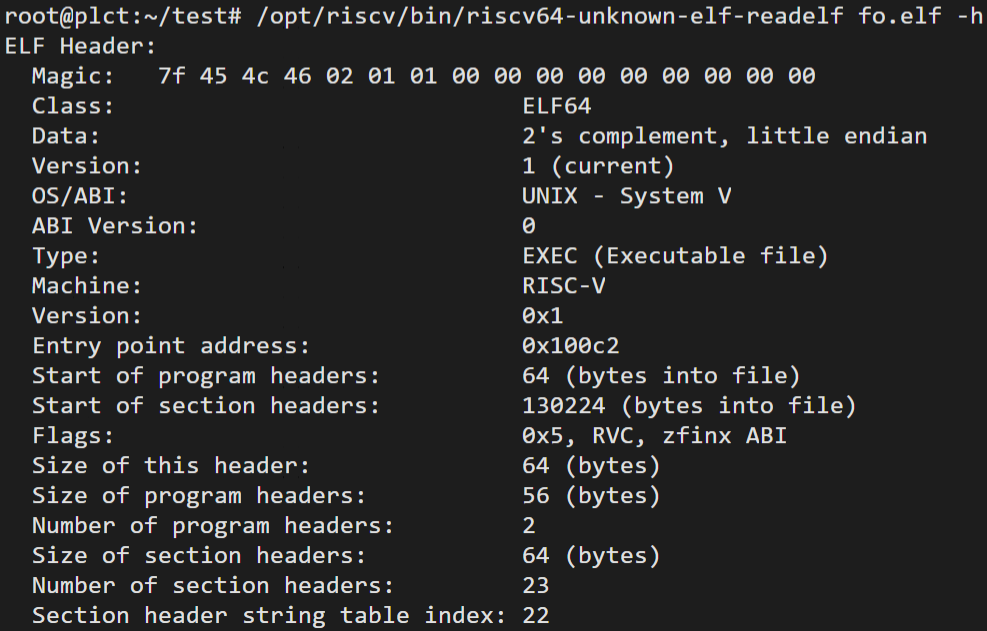 root@plct:~/test# /opt/riscv/bin/riscv64-unknown-elf-readelf fo.elf -h
ELF Header:
  Magic:   7f 45 4c 46 02 01 01 00 00 00 00 00 00 00 00 00
  Class:                             ELF64
  Data:                              2's complement, little endian
  Version:                           1 (current)
  OS/ABI:                            UNIX - System V
  ABI Version:                       0
  Type:                              EXEC (Executable file)
  Machine:                           RISC-V
  Version:                           0x1
  Entry point address:               0x100c2
  Start of program headers:          64 (bytes into file)
  Start of section headers:          130224 (bytes into file)
  Flags:                             0x5, RVC, zfinx ABI
  Size of this header:               64 (bytes)
  Size of program headers:           56 (bytes)
  Number of program headers:         2
  Size of section headers:           64 (bytes)
  Number of section headers:         23
  Section header string table index: 22